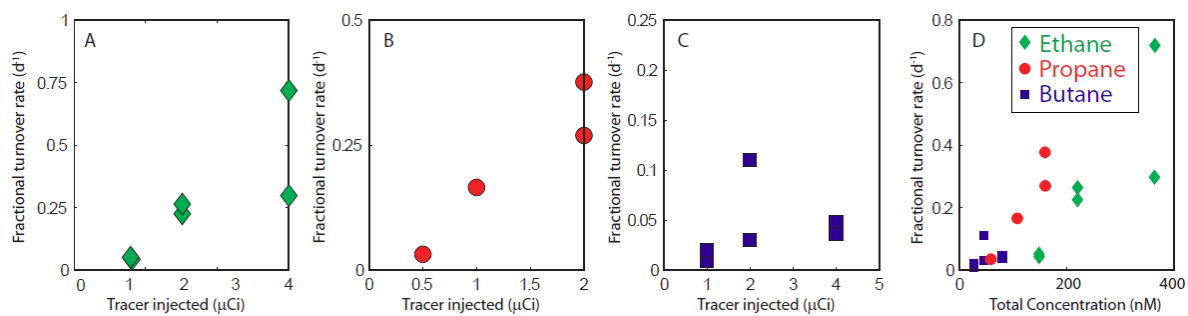 A
Fractional turnover rate (d⁻¹)
1
0.75
0.5
0.25
0
0 1 2 3 4
Tracer injected (μCi)
B
Fractional turnover rate (d⁻¹)
0.5
0.25
0
0 0.5 1 1.5 2
Tracer injected (μCi)
C
Fractional turnover rate (d⁻¹)
0.25
0.2
0.15
0.1
0.05
0
0 1 2 3 4 5
Tracer injected (μCi)
D
Ethane
Propane
Butane
Fractional turnover rate (d⁻¹)
0.8
0.6
0.4
0.2
0
0 200 400
Total Concentration (nM)